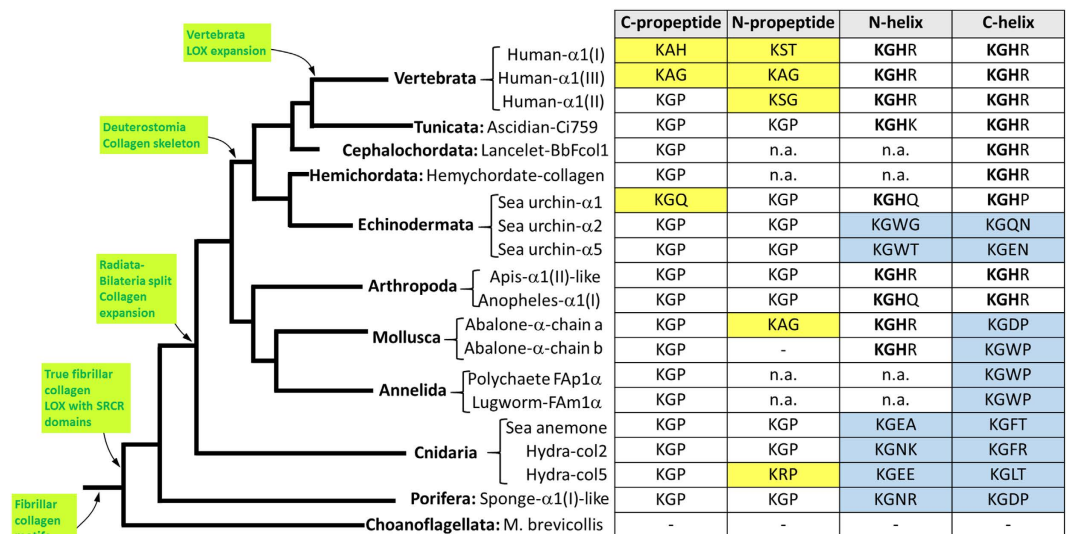 Vertebrata
LOX expansion
Deuterostomia
Collagen skeleton
Radiata-
Bilateria split
Collagen
expansion
True fibrillar
collagen
LOX with SRCR
domains
Fibrillar
collagen
C-propeptide N-propeptide N-helix C-helix
Vertebrata Human-α1(I) KAH KST KGHR KGHR
Human-α1(III) KAG KAG KGHR KGHR
Human-α1(II) KGP KSG KGHR KGHR
Tunicata: Ascidian-Ci759 KGP KGP KGHK KGHR
Cephalochordata: Lancelet-BbFcol1 KGP n.a. n.a. KGHR
Hemichordata: Hemychordate-collagen KGP n.a. n.a. KGHR
Echinodermata Sea urchin-α1 KGQ KGP KGHQ KGHP
Sea urchin-α2 KGP KGP KGWG KGQN
Sea urchin-α5 KGP KGP KGWT KGEN
Arthropoda Apis-α1(II)-like KGP KGP KGHR KGHR
Anopheles-α1(I) KGP KGP KGHQ KGHR
Mollusca Abalone-α-chain a KGP KAG KGHR KGDP
Abalone-α-chain b KGP - KGHR KGWP
Annelida Polychaete FAp1α KGP n.a. n.a. KGWP
Lugworm-FAm1α KGP n.a. n.a. KGWP
Cnidaria Sea anemone KGP KGP KGEA KGFT
Hydra-col2 KGP KGP KGNK KGFR
Hydra-col5 KGP KRP KGEE KGLT
Porifera: Sponge-α1(I)-like KGP KGP KGNR KGDP
Choanoflagellata: M. brevicollis - - - -